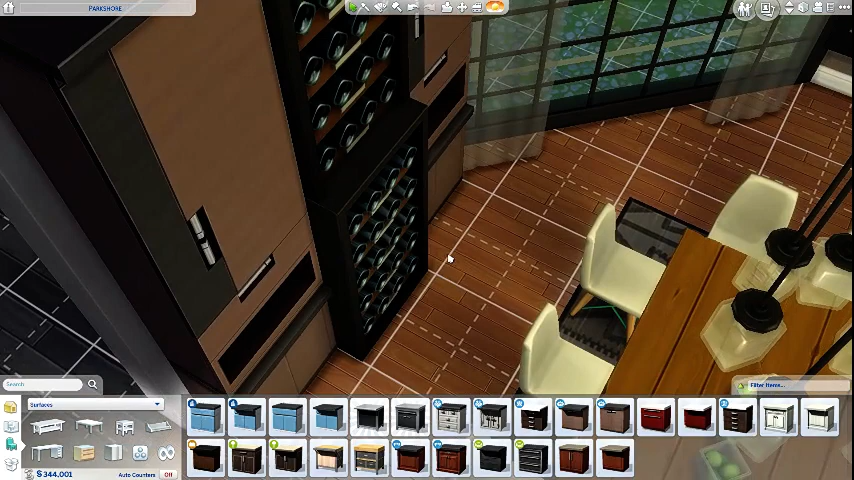 PARKSHORE
Search
Surfaces
Filter Items...
§344,001
Auto Counters
Off